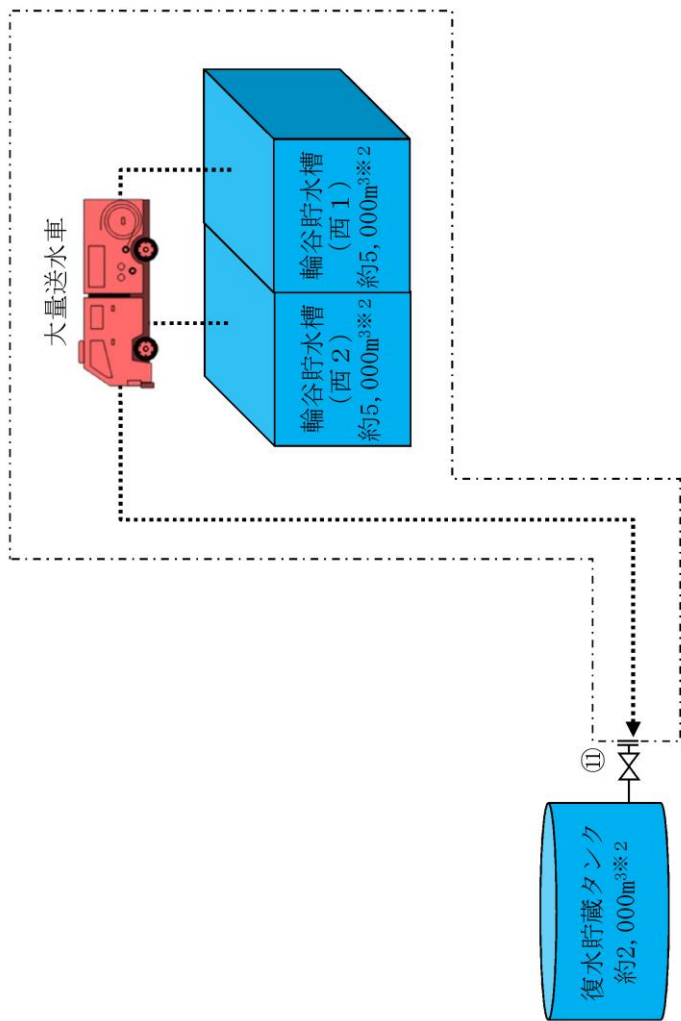 大量送水車
輪谷貯水槽
(西1)
約5,000m³※2
輪谷貯水槽
(西2)
約5,000m³※2
⑪
復水貯蔵タンク
約2,000m³※2